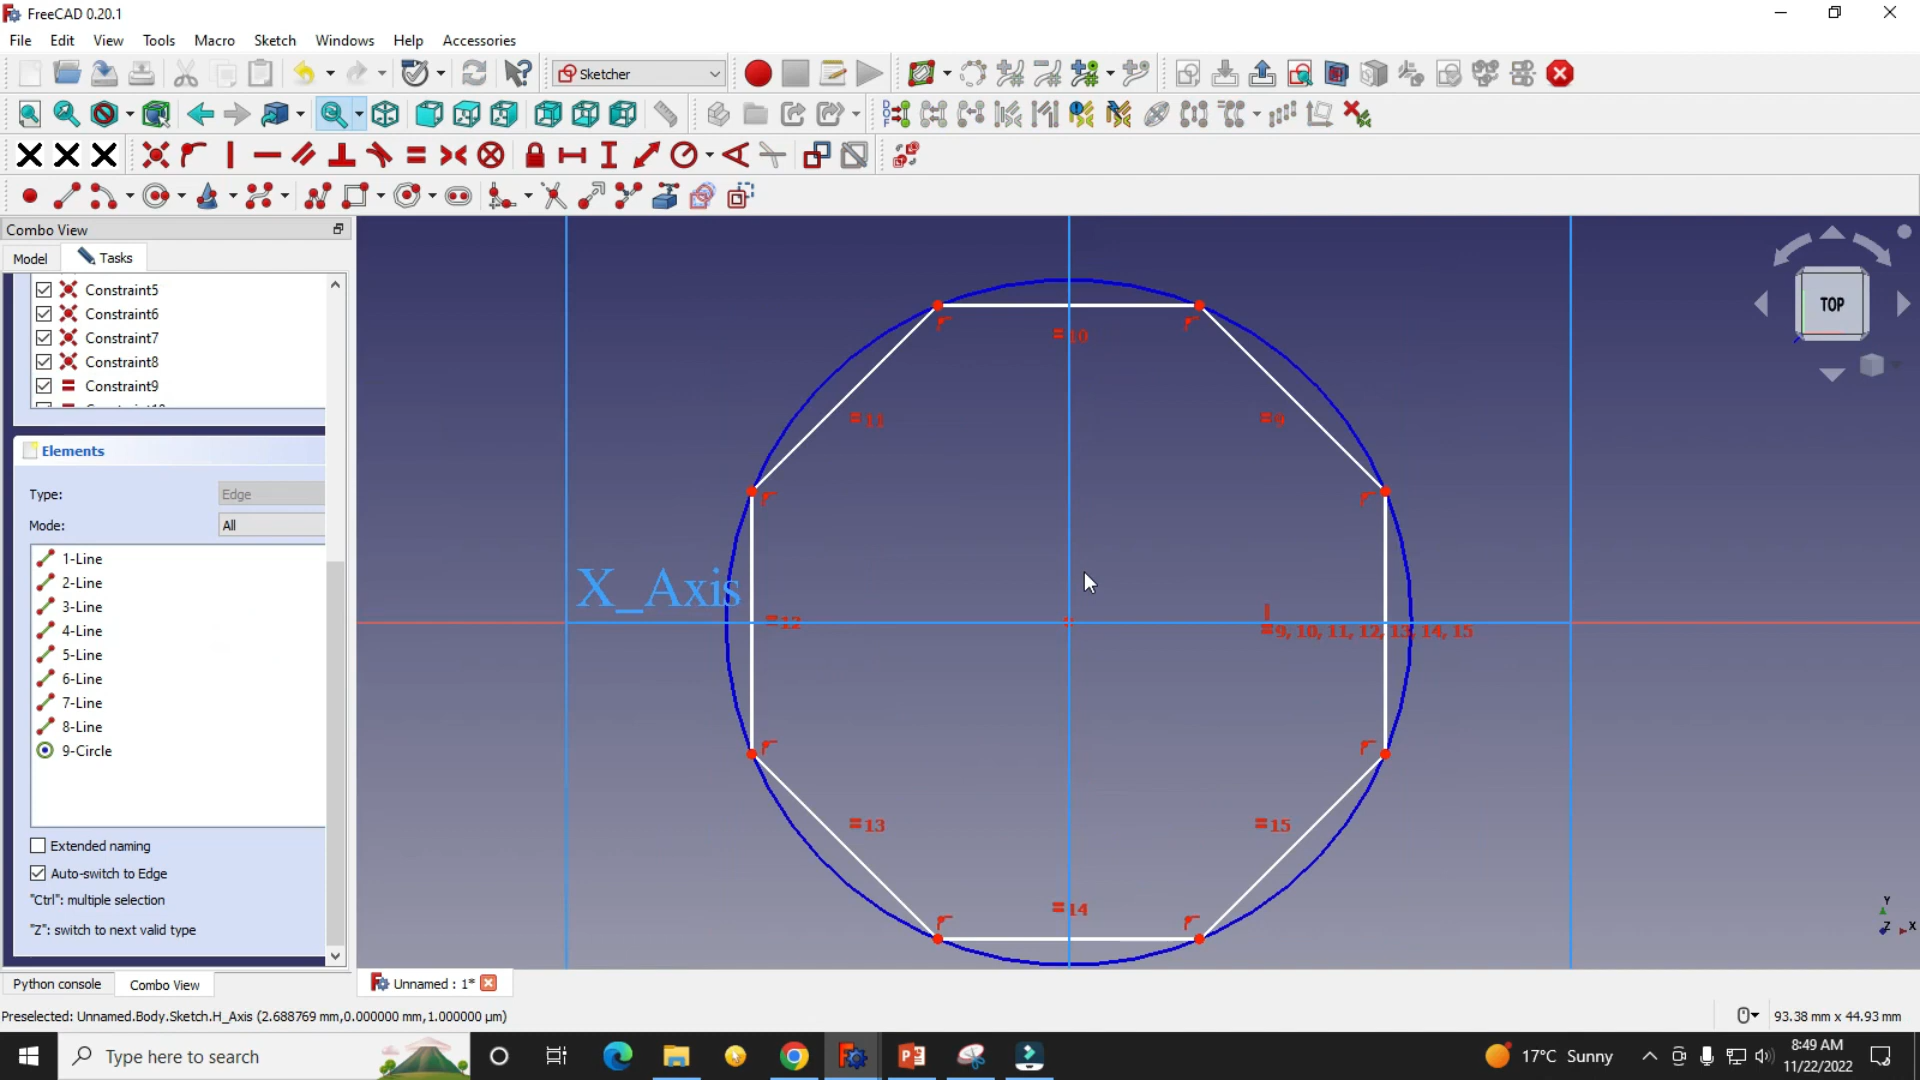 FreeCAD 0.20.1
File Edit View Tools Macro Sketch Windows Help Accessories
Sketcher
Combo View
Model Tasks
Constraint5
Constraint6
Constraint7
Constraint8
Constraint9
Elements
Type: Edge
Mode: All
1-Line
2-Line
3-Line
4-Line
5-Line
6-Line
7-Line
8-Line
9-Circle
Extended naming
Auto-switch to Edge
"Ctrl": multiple selection
"Z": switch to next valid type
Python console Combo View
10
11
9
X_Axis
12
9, 10, 11, 12, 13, 14, 15
13
15
14
TOP
Y
Z X
Unnamed : 1*
Preselected: Unnamed.Body.Sketch.H_Axis (2.688769 mm,0.000000 mm,1.000000 µm)
93.38 mm x 44.93 mm
Type here to search
17°C Sunny
8:49 AM
11/22/2022